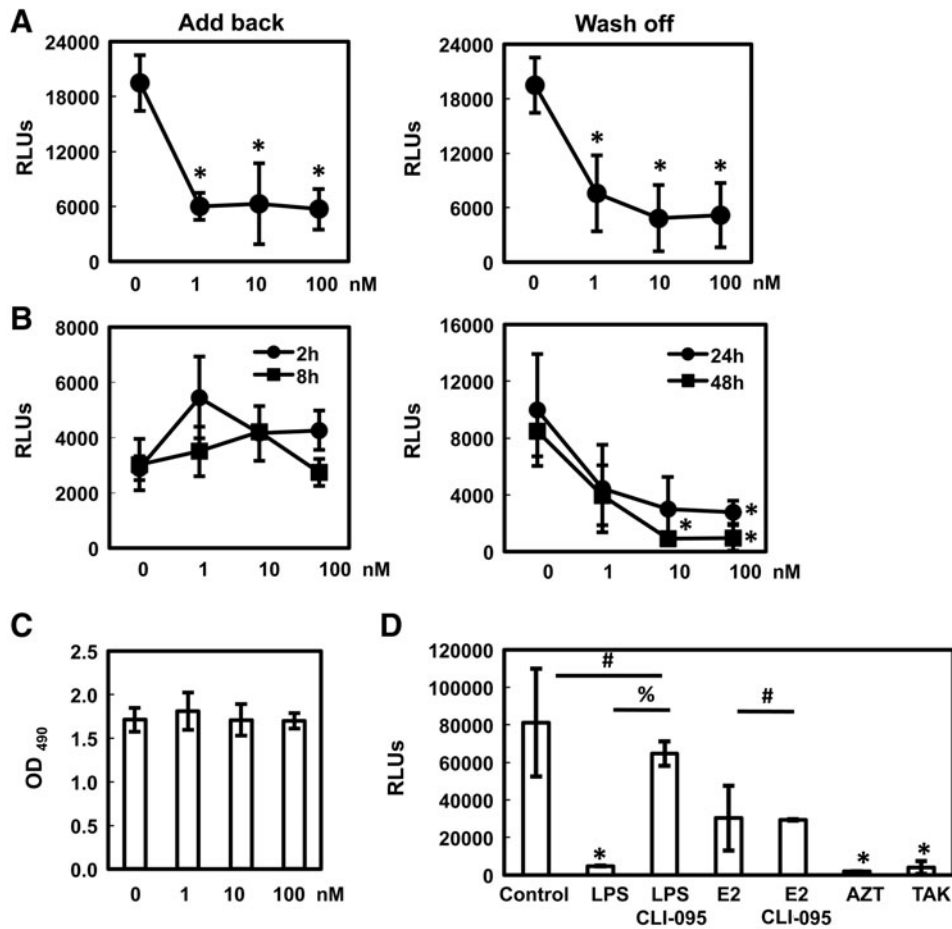 A
Add back
Wash off
24000
18000
12000
6000
0
RLUs
* * *
0 1 10 100 nM
24000
18000
12000
6000
0
RLUs
* * *
0 1 10 100 nM
B
8000
6000
4000
2000
0
RLUs
2h
8h
0 1 10 100 nM
16000
12000
8000
4000
0
RLUs
24h
48h
* * *
0 1 10 100 nM
C
2.5
2.0
1.5
1.0
0.5
0.0
OD 490
0 1 10 100 nM
D
120000
100000
80000
60000
40000
20000
0
RLUs
# % #
* * *
Control LPS LPS E2 E2 AZT TAK
CLI-095 CLI-095